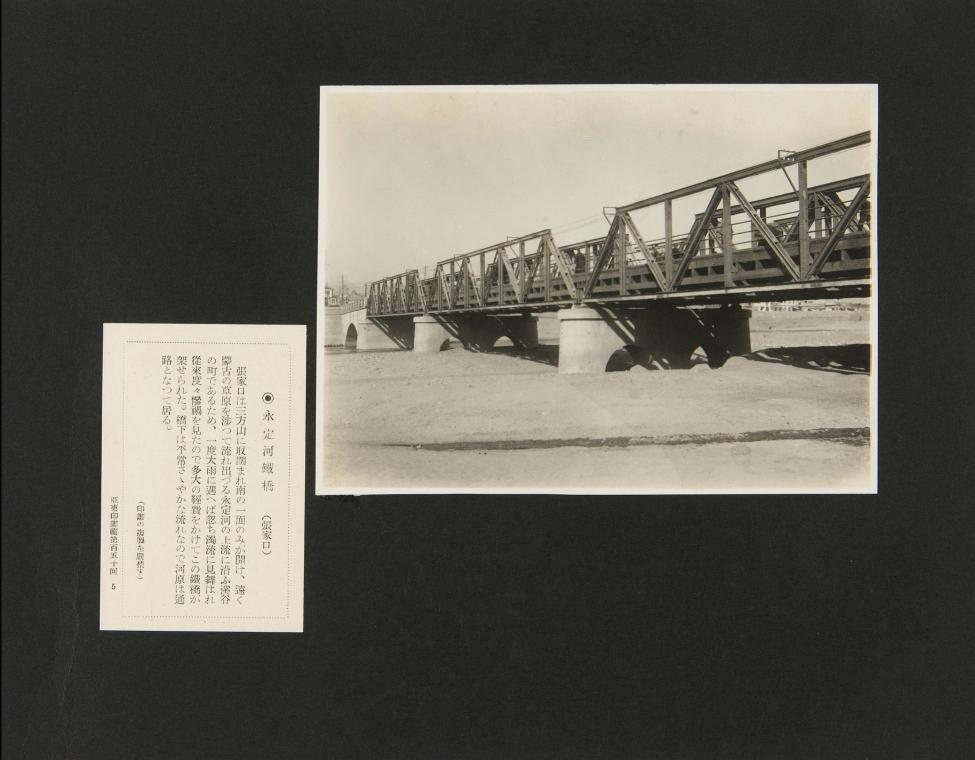 ◉永定河鐵橋 (張家口)
張家口は三方山に取圍まれ南の一面のみが開け、遠く
蒙古の草原を涉つて流れ出づる永定河の上流に沿ふ溪谷
の町であるため、一度大雨に遇へば忽ち濁流に見舞はれ
從來度々慘禍を見たので多大の經費をかけてこの鐵橋が
架せられた。橋下は平常さゝやかな流れなので河原は通
路となつて居る。
(印畫の複製を嚴禁す)
亞東印畫輯第百五十回 5